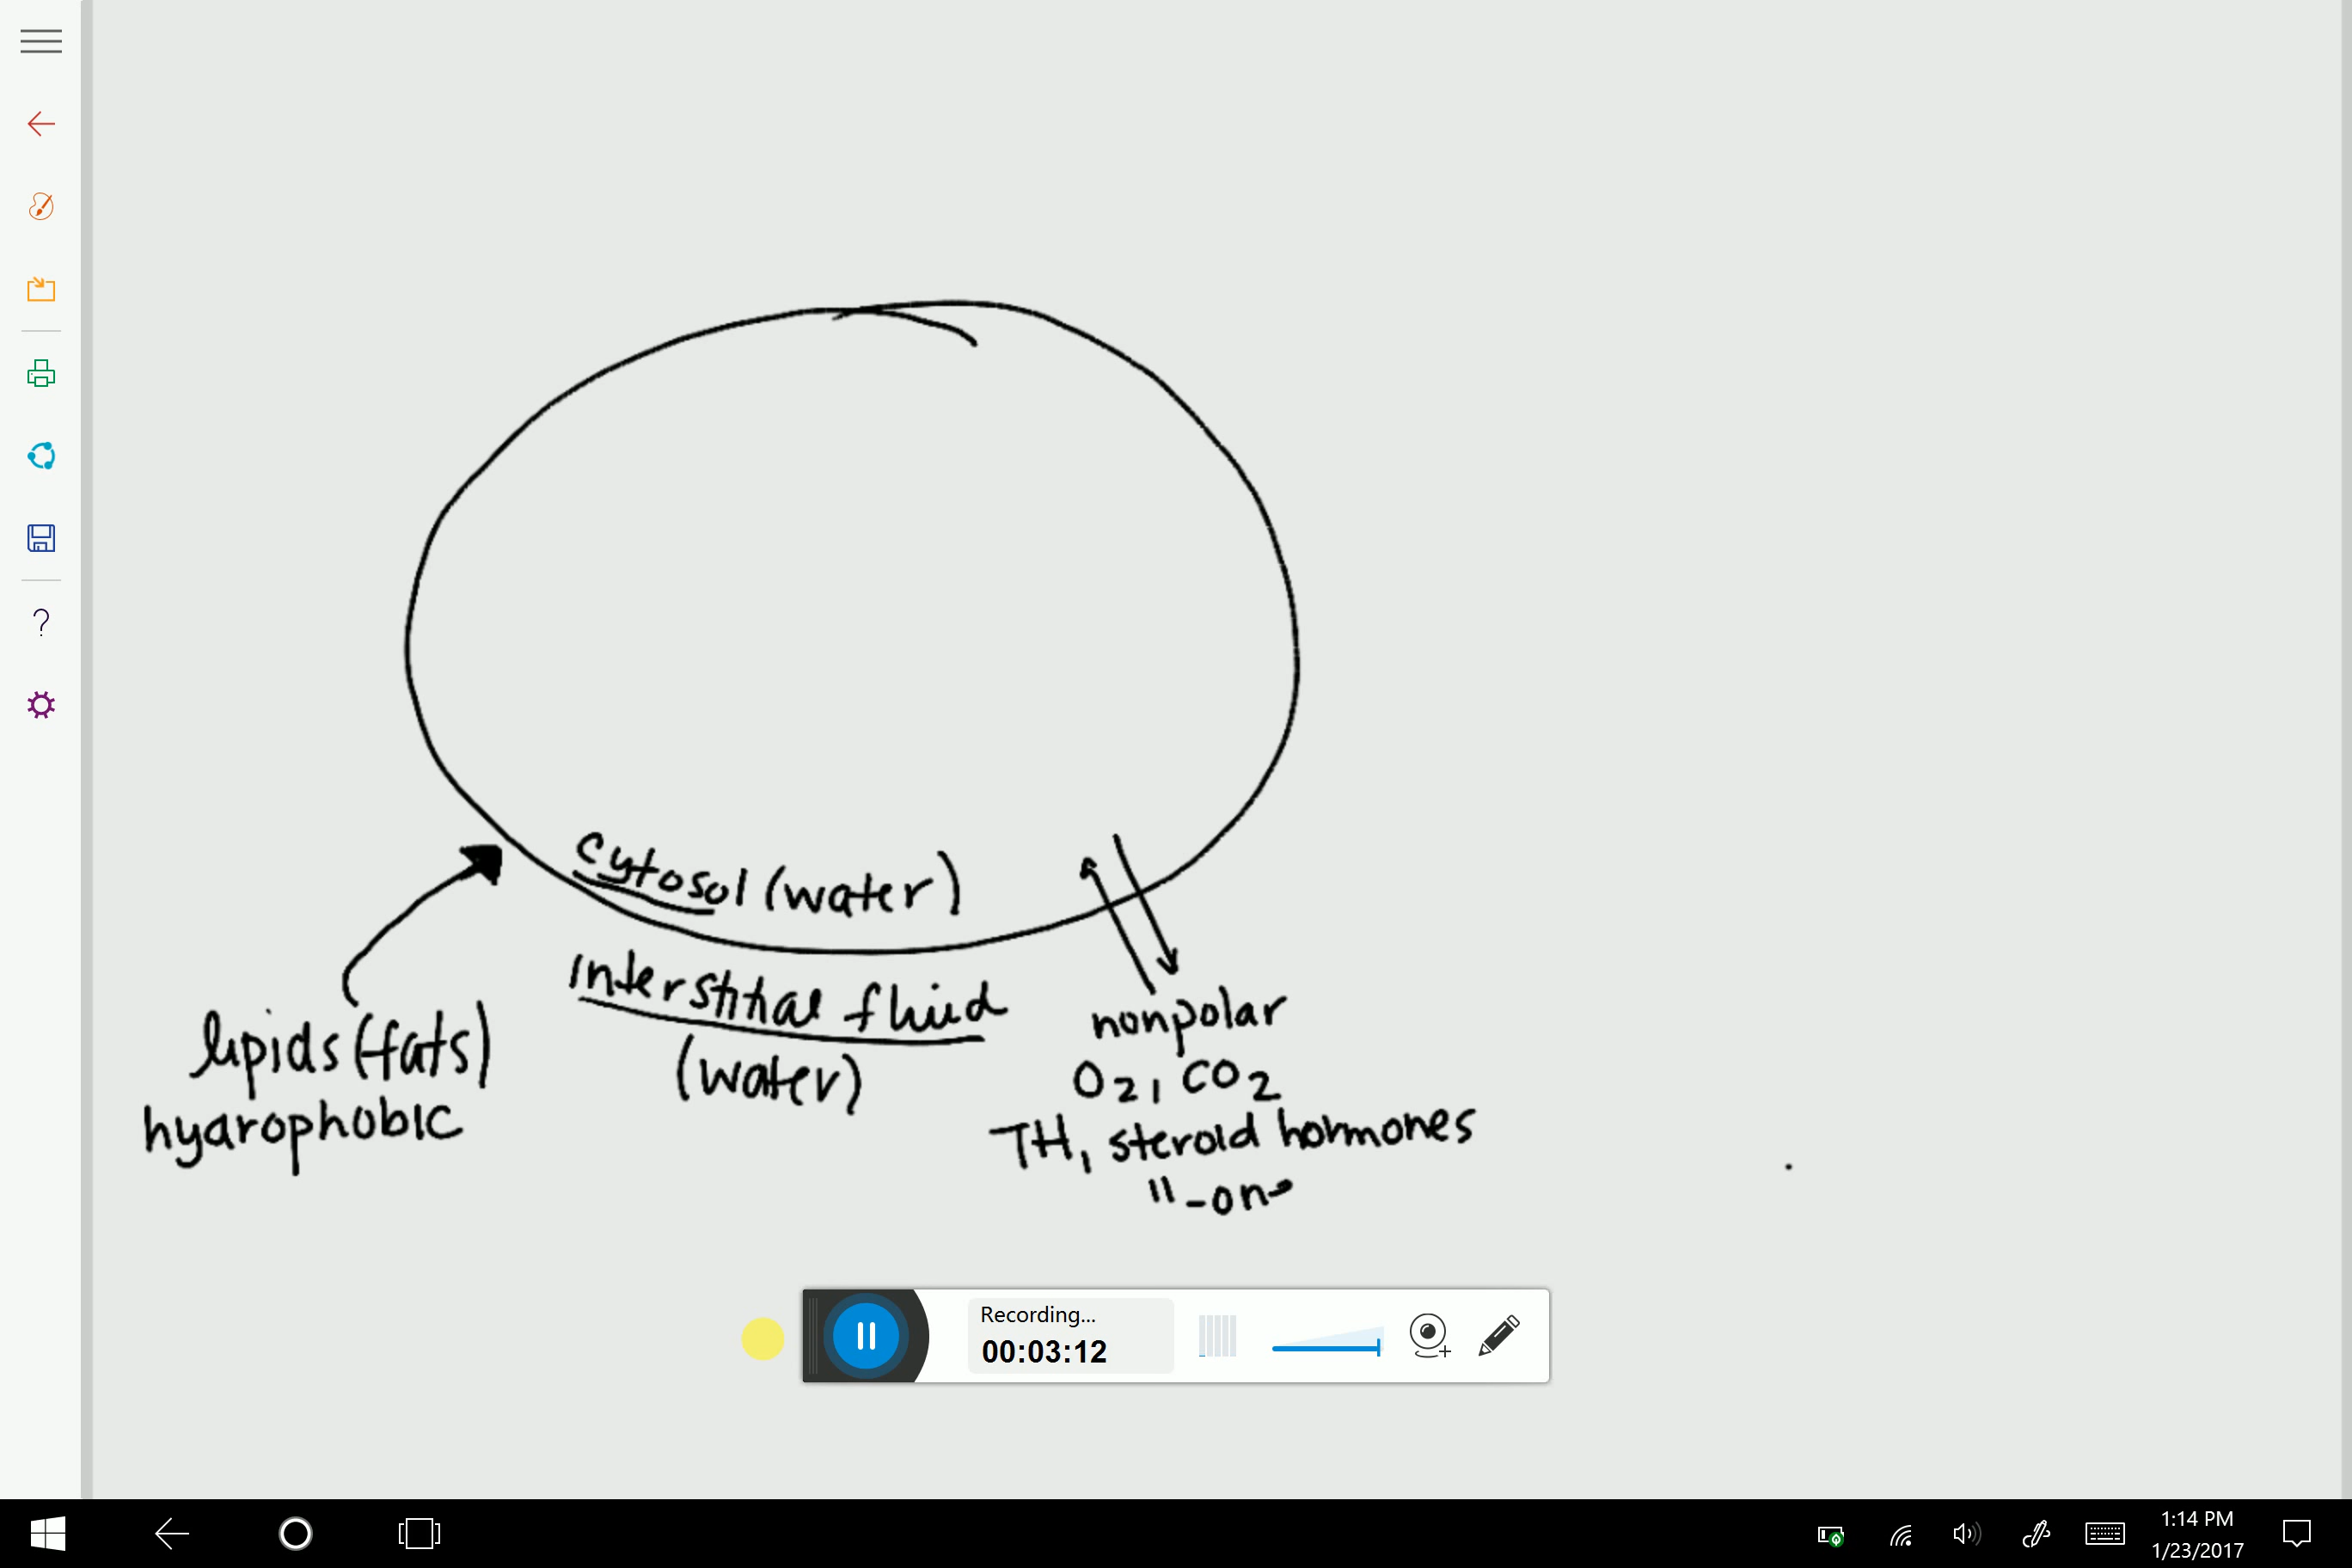 cytosol (water)
Interstitial fluid
(water)
lipids (fats)
hydrophobic
nonpolar
O2, CO2
TH, steroid hormones
"-one
Recording...
00:03:12
1:14 PM
1/23/2017